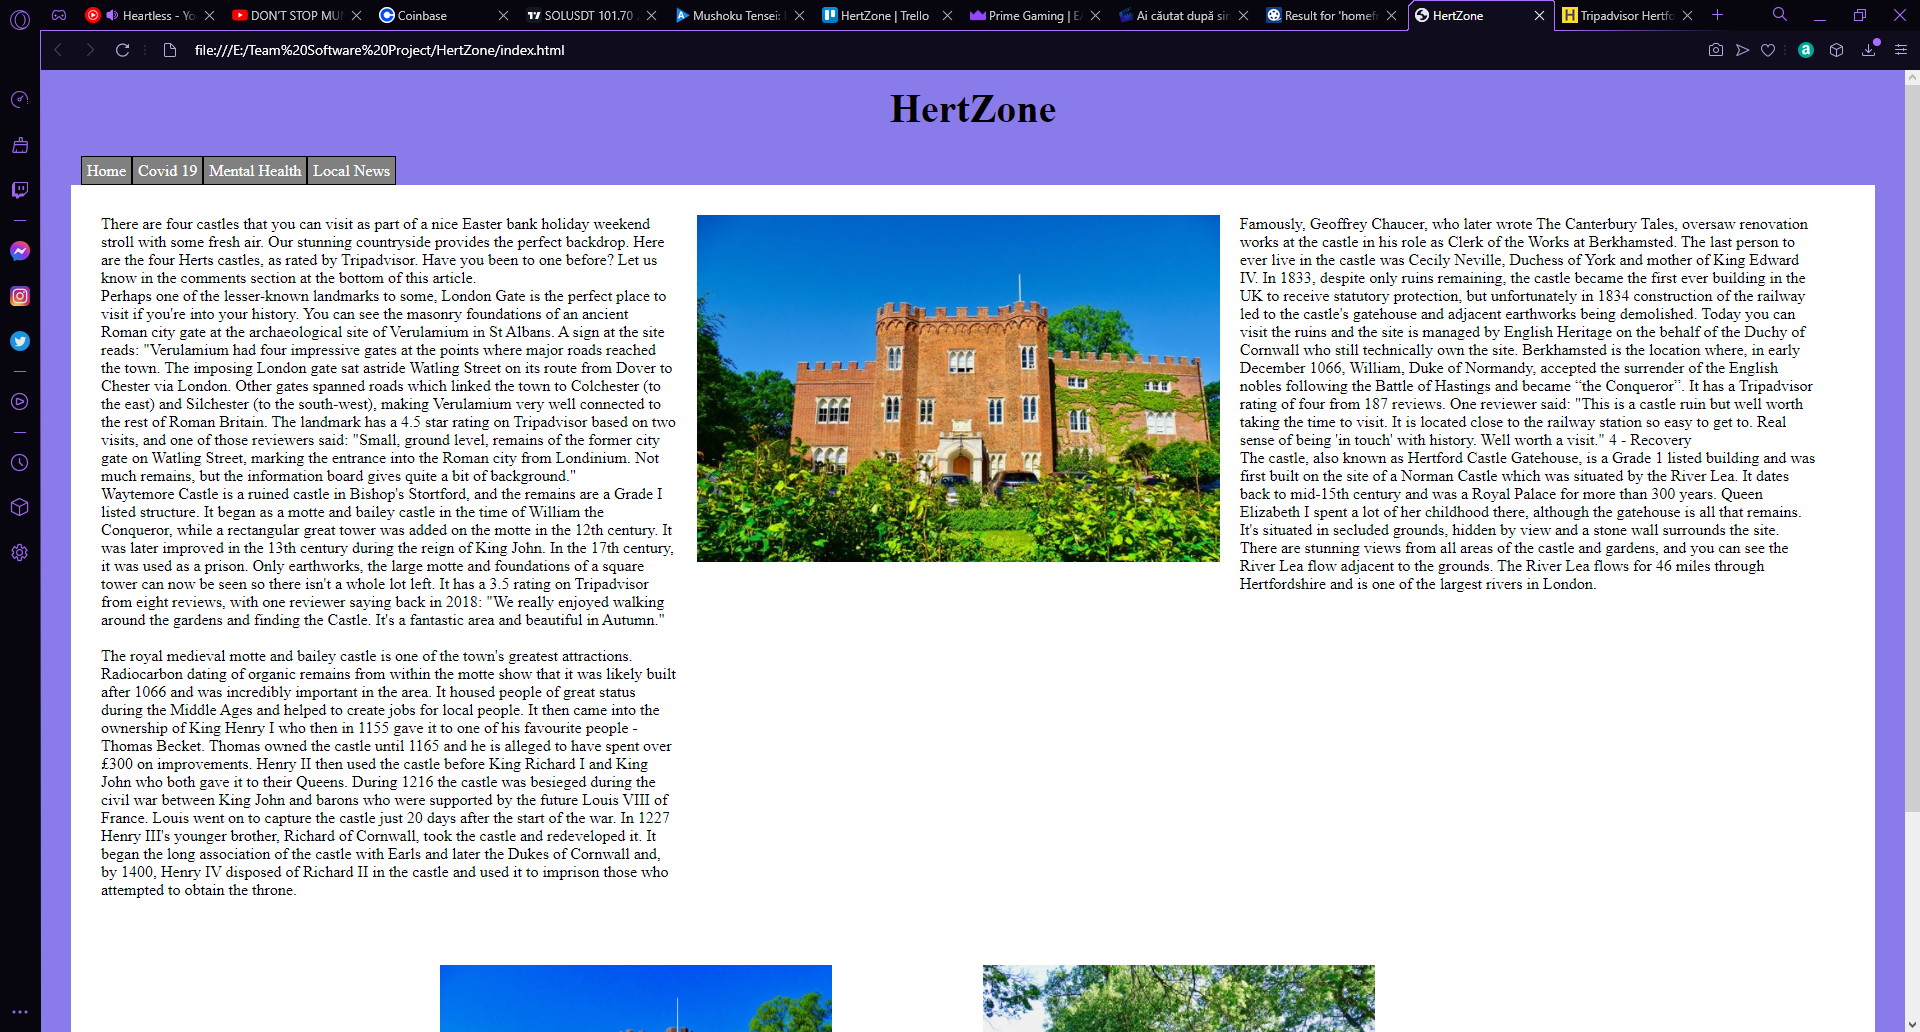 Heartless - Yo
DON'T STOP MU
Coinbase
SOLUSDT 101.70
Mushoku Tensei:
HertZone | Trello
Prime Gaming | E
Ai căutat după sir
Result for 'homefr
HertZone
Tripadvisor Hertfo
file:///E:/Team%20Software%20Project/HertZone/index.html
HertZone
Home
Covid 19
Mental Health
Local News
There are four castles that you can visit as part of a nice Easter bank holiday weekend
stroll with some fresh air. Our stunning countryside provides the perfect backdrop. Here
are the four Herts castles, as rated by Tripadvisor. Have you been to one before? Let us
know in the comments section at the bottom of this article.
Perhaps one of the lesser-known landmarks to some, London Gate is the perfect place to
visit if you're into your history. You can see the masonry foundations of an ancient
Roman city gate at the archaeological site of Verulamium in St Albans. A sign at the site
reads: "Verulamium had four impressive gates at the points where major roads reached
the town. The imposing London gate sat astride Watling Street on its route from Dover to
Chester via London. Other gates spanned roads which linked the town to Colchester (to
the east) and Silchester (to the south-west), making Verulamium very well connected to
the rest of Roman Britain. The landmark has a 4.5 star rating on Tripadvisor based on two
visits, and one of those reviewers said: "Small, ground level, remains of the former city
gate on Watling Street, marking the entrance into the Roman city from Londinium. Not
much remains, but the information board gives quite a bit of background."
Waytemore Castle is a ruined castle in Bishop's Stortford, and the remains are a Grade I
listed structure. It began as a motte and bailey castle in the time of William the
Conqueror, while a rectangular great tower was added on the motte in the 12th century. It
was later improved in the 13th century during the reign of King John. In the 17th century,
it was used as a prison. Only earthworks, the large motte and foundations of a square
tower can now be seen so there isn't a whole lot left. It has a 3.5 rating on Tripadvisor
from eight reviews, with one reviewer saying back in 2018: "We really enjoyed walking
around the gardens and finding the Castle. It's a fantastic area and beautiful in Autumn."
The royal medieval motte and bailey castle is one of the town's greatest attractions.
Radiocarbon dating of organic remains from within the motte show that it was likely built
after 1066 and was incredibly important in the area. It housed people of great status
during the Middle Ages and helped to create jobs for local people. It then came into the
ownership of King Henry I who then in 1155 gave it to one of his favourite people -
Thomas Becket. Thomas owned the castle until 1165 and he is alleged to have spent over
£300 on improvements. Henry II then used the castle before King Richard I and King
John who both gave it to their Queens. During 1216 the castle was besieged during the
civil war between King John and barons who were supported by the future Louis VIII of
France. Louis went on to capture the castle just 20 days after the start of the war. In 1227
Henry III's younger brother, Richard of Cornwall, took the castle and redeveloped it. It
began the long association of the castle with Earls and later the Dukes of Cornwall and,
by 1400, Henry IV disposed of Richard II in the castle and used it to imprison those who
attempted to obtain the throne.
Famously, Geoffrey Chaucer, who later wrote The Canterbury Tales, oversaw renovation
works at the castle in his role as Clerk of the Works at Berkhamsted. The last person to
ever live in the castle was Cecily Neville, Duchess of York and mother of King Edward
IV. In 1833, despite only ruins remaining, the castle became the first ever building in the
UK to receive statutory protection, but unfortunately in 1834 construction of the railway
led to the castle's gatehouse and adjacent earthworks being demolished. Today you can
visit the ruins and the site is managed by English Heritage on the behalf of the Duchy of
Cornwall who still technically own the site. Berkhamsted is the location where, in early
December 1066, William, Duke of Normandy, accepted the surrender of the English
nobles following the Battle of Hastings and became “the Conqueror”. It has a Tripadvisor
rating of four from 187 reviews. One reviewer said: "This is a castle ruin but well worth
taking the time to visit. It is located close to the railway station so easy to get to. Real
sense of being 'in touch' with history. Well worth a visit." 4 - Recovery
The castle, also known as Hertford Castle Gatehouse, is a Grade 1 listed building and was
first built on the site of a Norman Castle which was situated by the River Lea. It dates
back to mid-15th century and was a Royal Palace for more than 300 years. Queen
Elizabeth I spent a lot of her childhood there, although the gatehouse is all that remains.
It's situated in secluded grounds, hidden by view and a stone wall surrounds the site.
There are stunning views from all areas of the castle and gardens, and you can see the
River Lea flow adjacent to the grounds. The River Lea flows for 46 miles through
Hertfordshire and is one of the largest rivers in London.